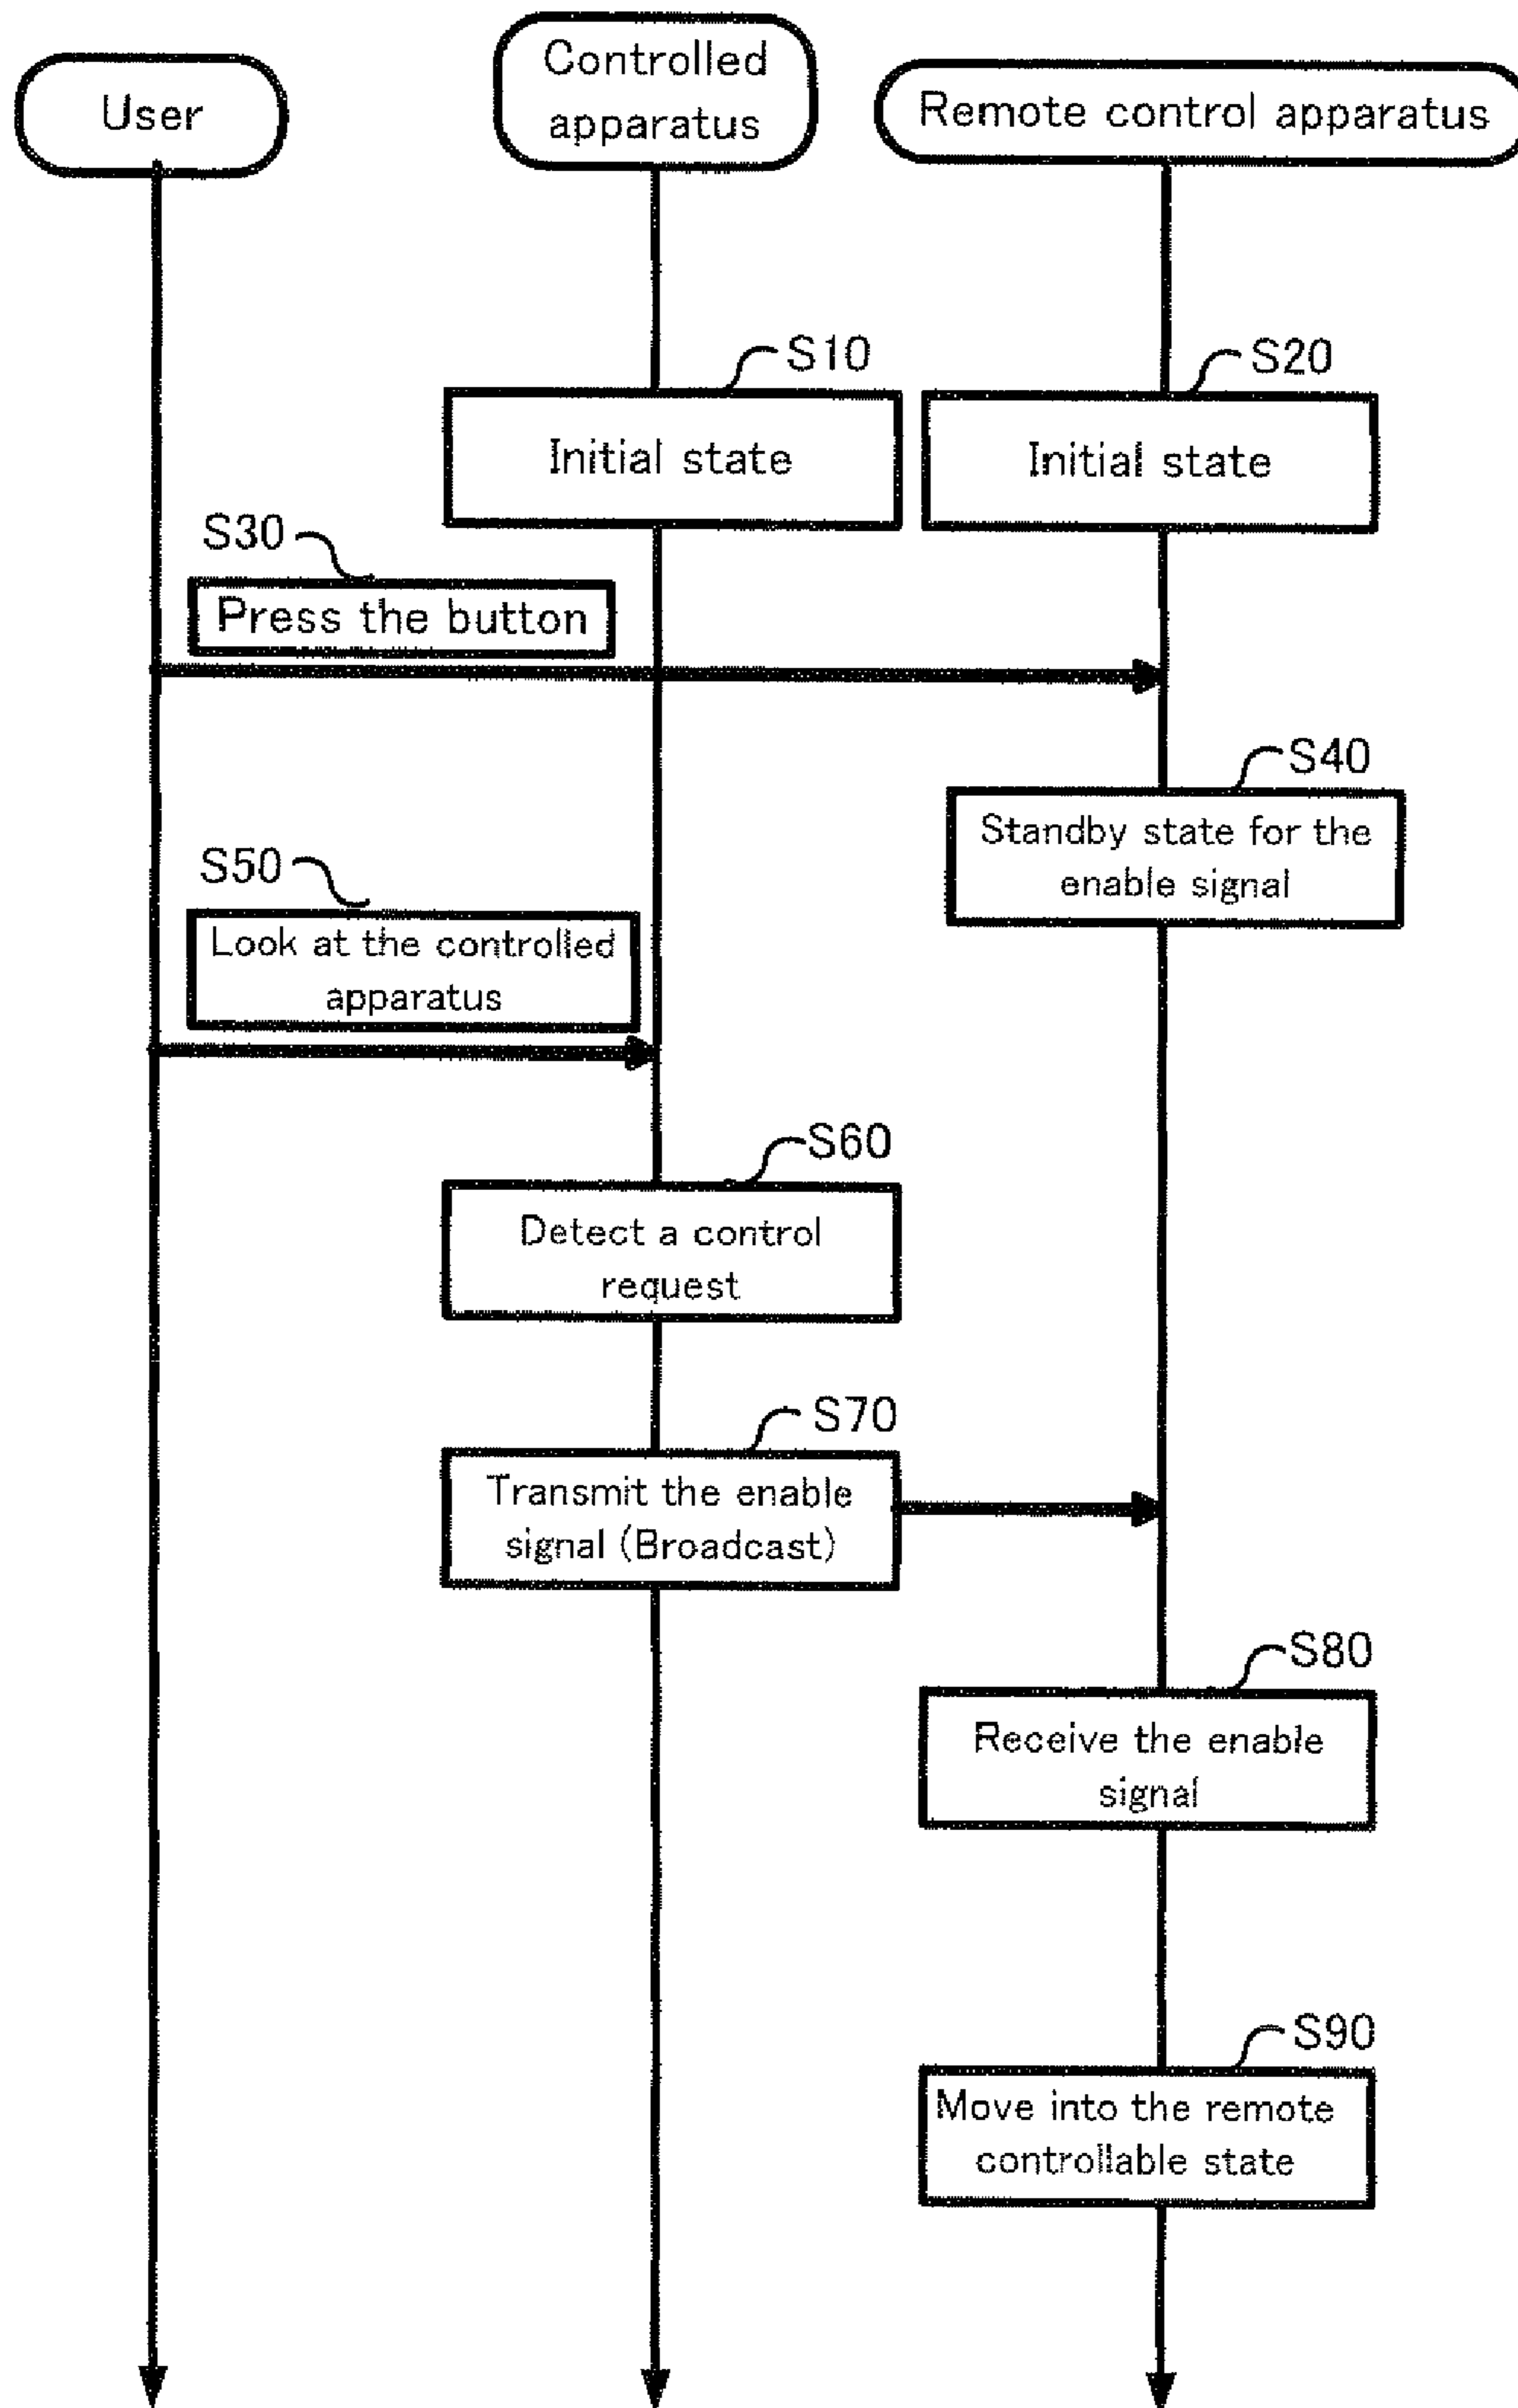 User
Controlled
apparatus
Remote control apparatus
S10
Initial state
S20
Initial state
S30
Press the button
S40
Standby state for the
enable signal
S50
Look at the controlled
apparatus
S60
Detect a control
request
S70
Transmit the enable
signal (Broadcast)
S80
Receive the enable
signal
S90
Move into the remote
controllable state